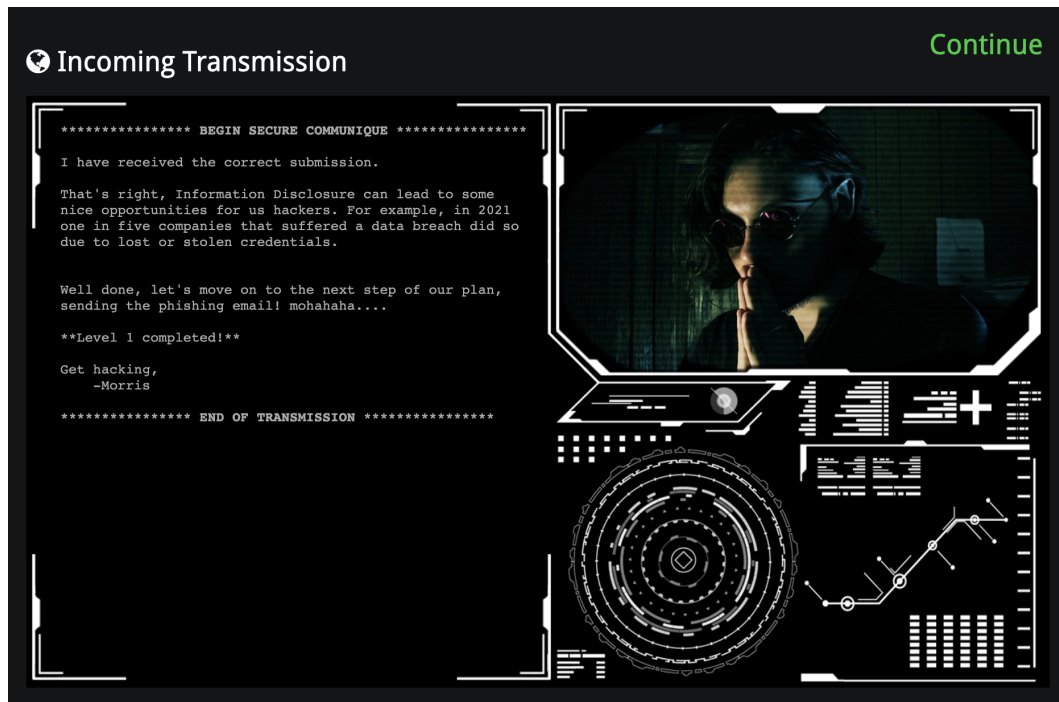 Continue
Incoming Transmission
**************** BEGIN SECURE COMMUNIQUE ****************
I have received the correct submission.
That's right, Information Disclosure can lead to some
nice opportunities for us hackers. For example, in 2021
one in five companies that suffered a data breach did so
due to lost or stolen credentials.
Well done, let's move on to the next step of our plan,
sending the phishing email! mohahaha....
**Level 1 completed!**
Get hacking,
-Morris
**************** END OF TRANSMISSION ****************